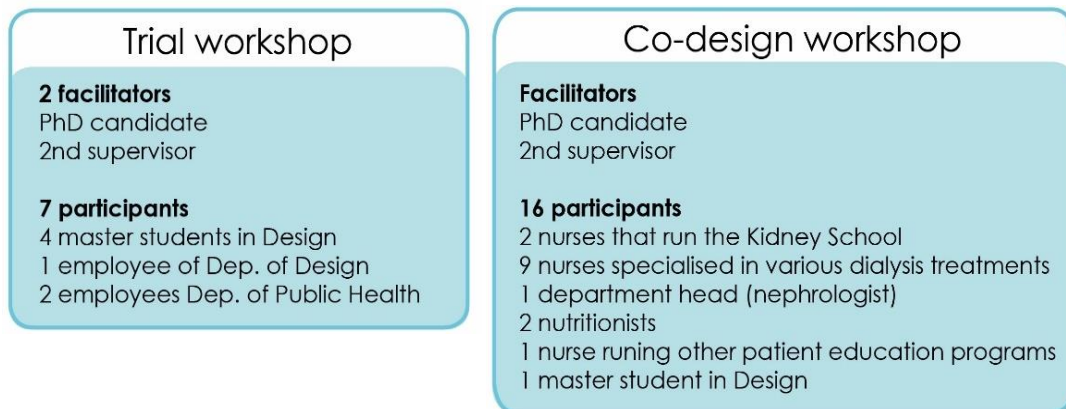 Trial workshop
2 facilitators
PhD candidate
2nd supervisor
7 participants
4 master students in Design
1 employee of Dep. of Design
2 employees Dep. of Public Health
Co-design workshop
Facilitators
PhD candidate
2nd supervisor
16 participants
2 nurses that run the Kidney School
9 nurses specialised in various dialysis treatments
1 department head (nephrologist)
2 nutritionists
1 nurse runing other patient education programs
1 master student in Design